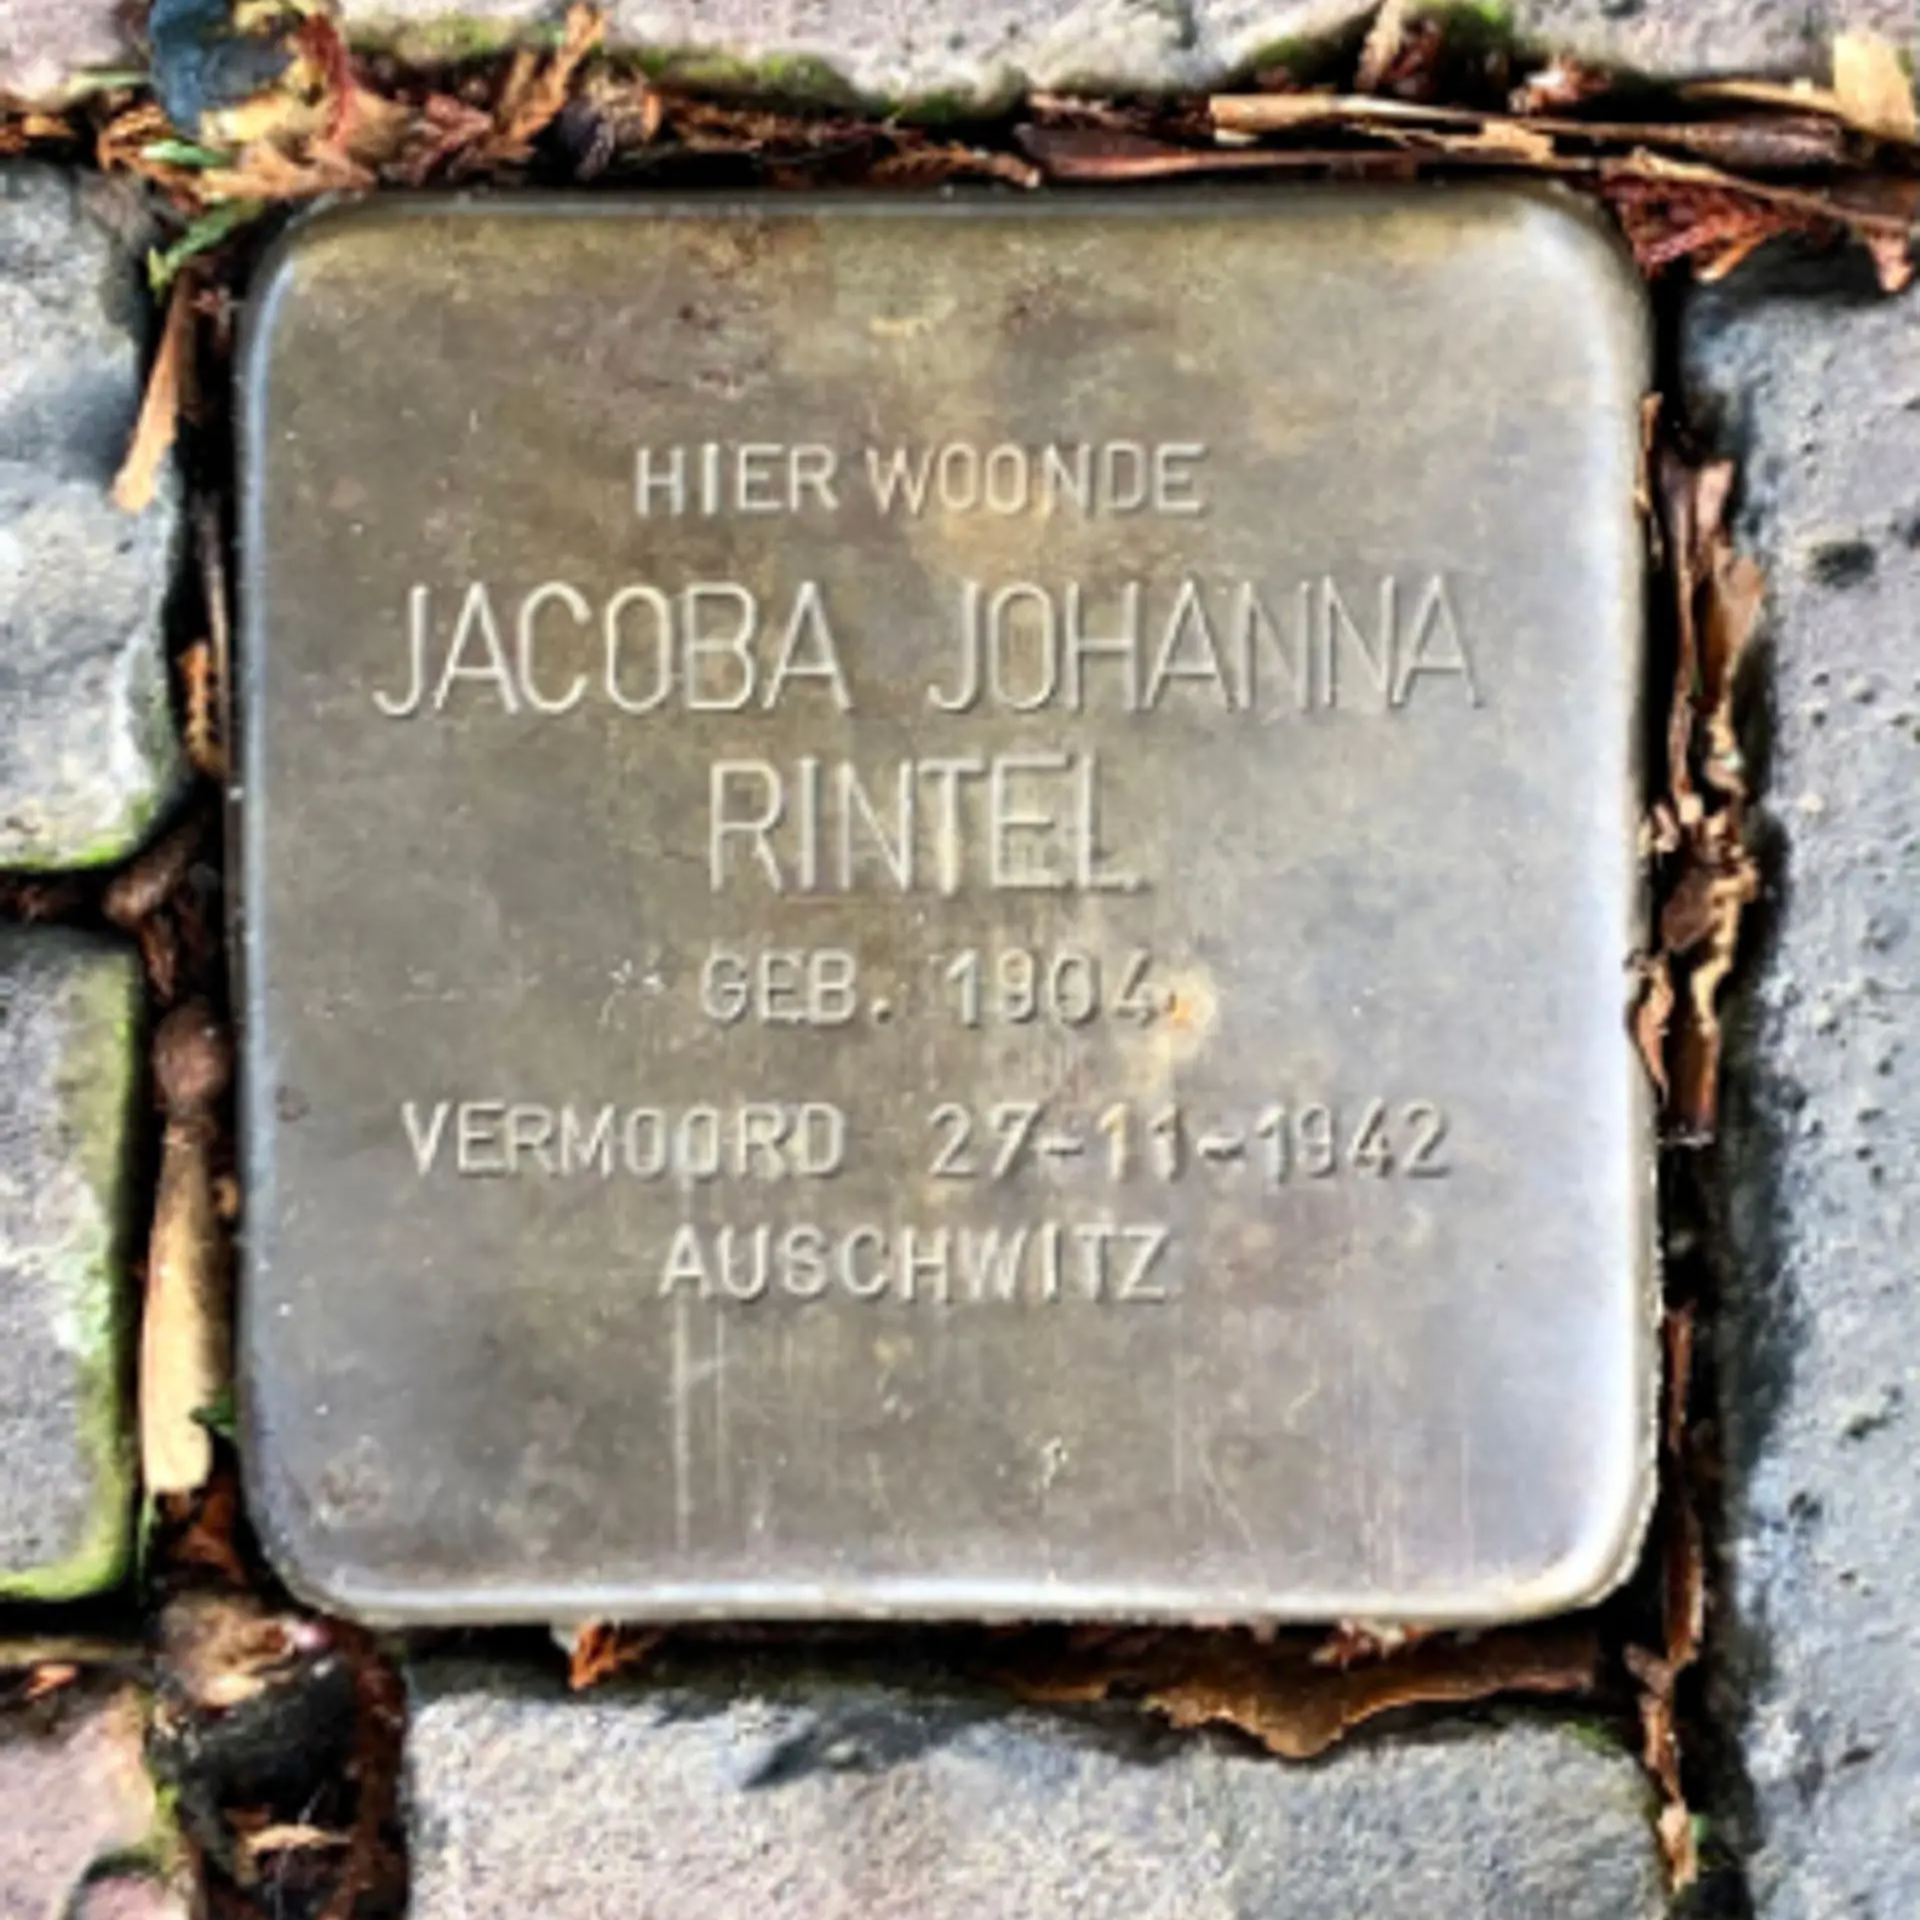 HIER WOONDE
JACOBA JOHANNA
RINTEL
GEB. 1904
VERMOORD 27-11-1942
AUSCHWITZ